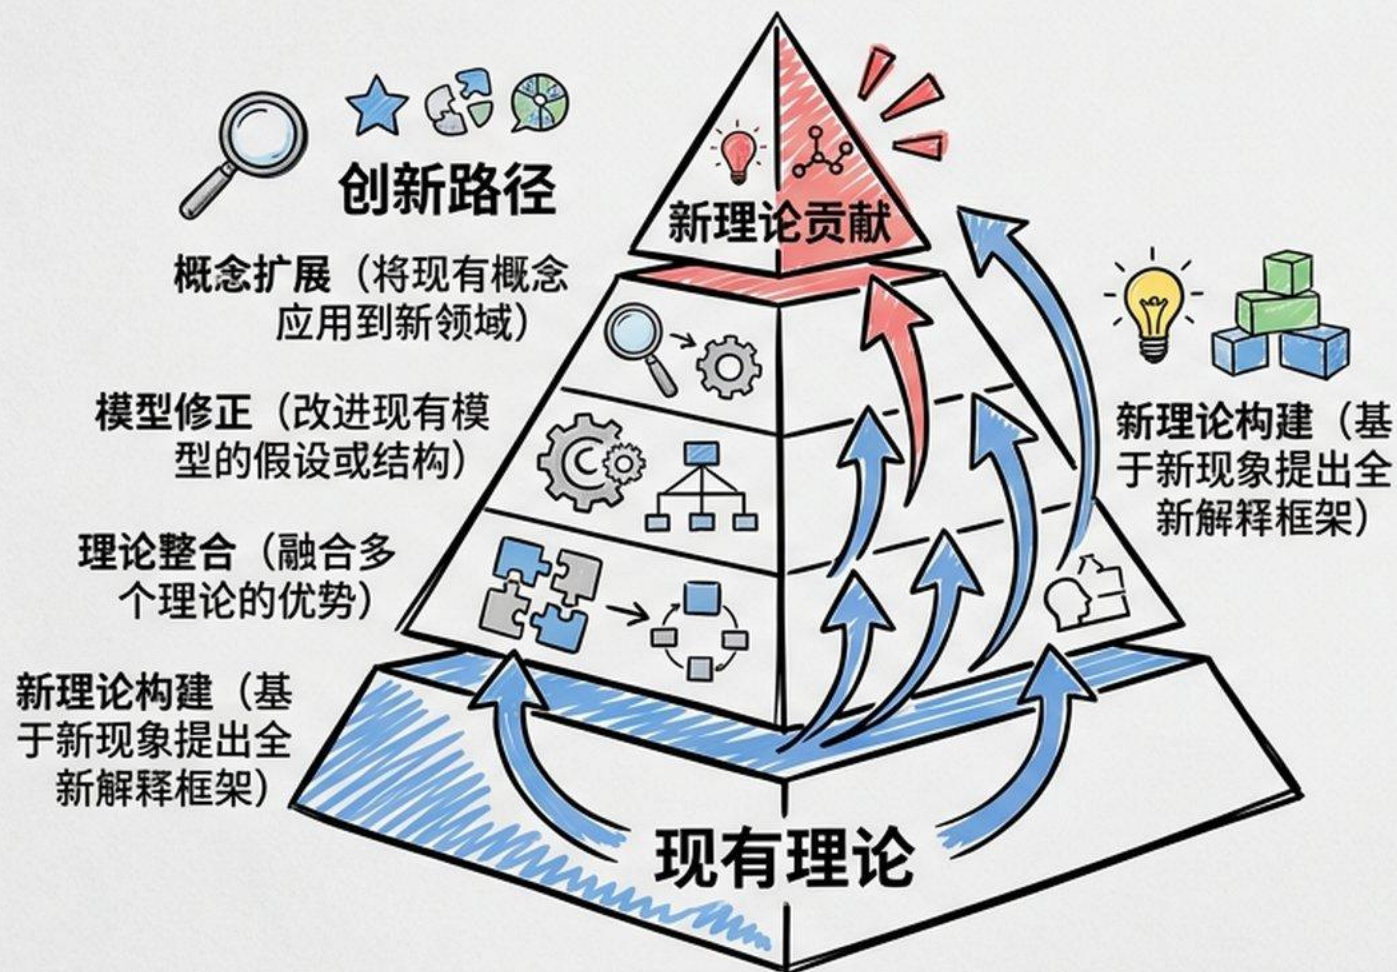 创新路径
概念扩展（将现有概念
应用到新领域）
模型修正（改进现有模
型的假设或结构）
理论整合（融合多
个理论的优势）
新理论构建（基
于新现象提出全
新解释框架）
新理论贡献
新理论构建（基
于新现象提出全
新解释框架）
现有理论